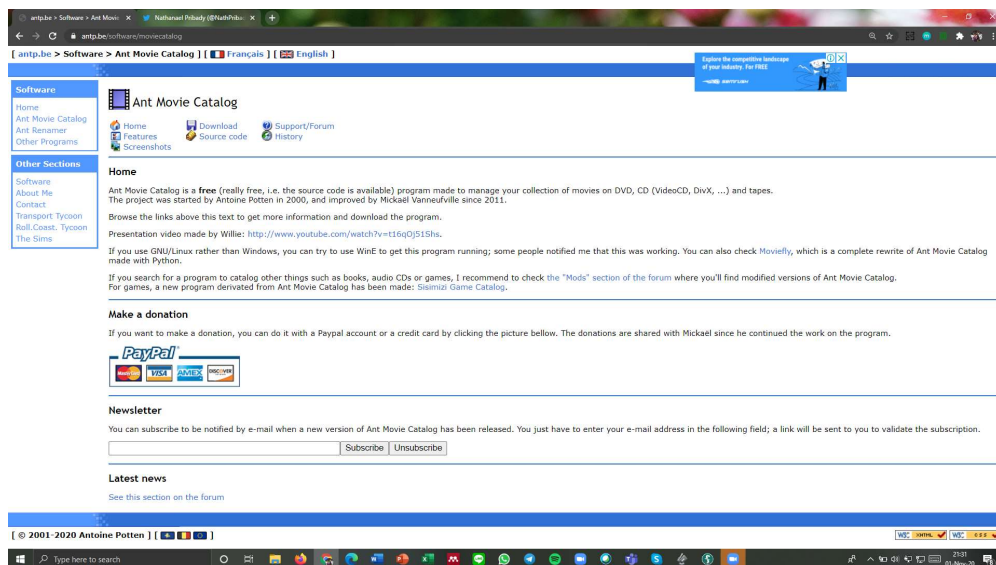 antp.be > Software > Ant Movie
Nathanael Pribady (@NathPriba
antp.be/software/moviecatalog
[ antp.be > Software > Ant Movie Catalog ] [ Français ] [ English ]
Explore the competitive landscape
of your industry. For FREE
SEMRUSH
Software
Home
Ant Movie Catalog
Ant Renamer
Other Programs
Other Sections
Software
About Me
Contact
Transport Tycoon
Roll.Coast. Tycoon
The Sims
Ant Movie Catalog
Home Download Support/Forum
Features Source code History
Screenshots
Home
Ant Movie Catalog is a free (really free, i.e. the source code is available) program made to manage your collection of movies on DVD, CD (VideoCD, DivX, ...) and tapes.
The project was started by Antoine Potten in 2000, and improved by Mickaël Vanneufville since 2011.
Browse the links above this text to get more information and download the program.
Presentation video made by Willie: http://www.youtube.com/watch?v=t16qOj51Shs.
If you use GNU/Linux rather than Windows, you can try to use WinE to get this program running; some people notified me that this was working. You can also check Moviefly, which is a complete rewrite of Ant Movie Catalog
made with Python.
If you search for a program to catalog other things such as books, audio CDs or games, I recommend to check the "Mods" section of the forum where you'll find modified versions of Ant Movie Catalog.
For games, a new program derivated from Ant Movie Catalog has been made: Sisimizi Game Catalog.
Make a donation
If you want to make a donation, you can do it with a Paypal account or a credit card by clicking the picture bellow. The donations are shared with Mickaël since he continued the work on the program.
PayPal
MasterCard VISA AMEX DISCOVER
Newsletter
You can subscribe to be notified by e-mail when a new version of Ant Movie Catalog has been released. You just have to enter your e-mail address in the following field; a link will be sent to you to validate the subscription.
Subscribe Unsubscribe
Latest news
See this section on the forum
[ © 2001-2020 Antoine Potten ] [ ]
W3C XHTML W3C CSS
Type here to search
21:31
01-Nov-20